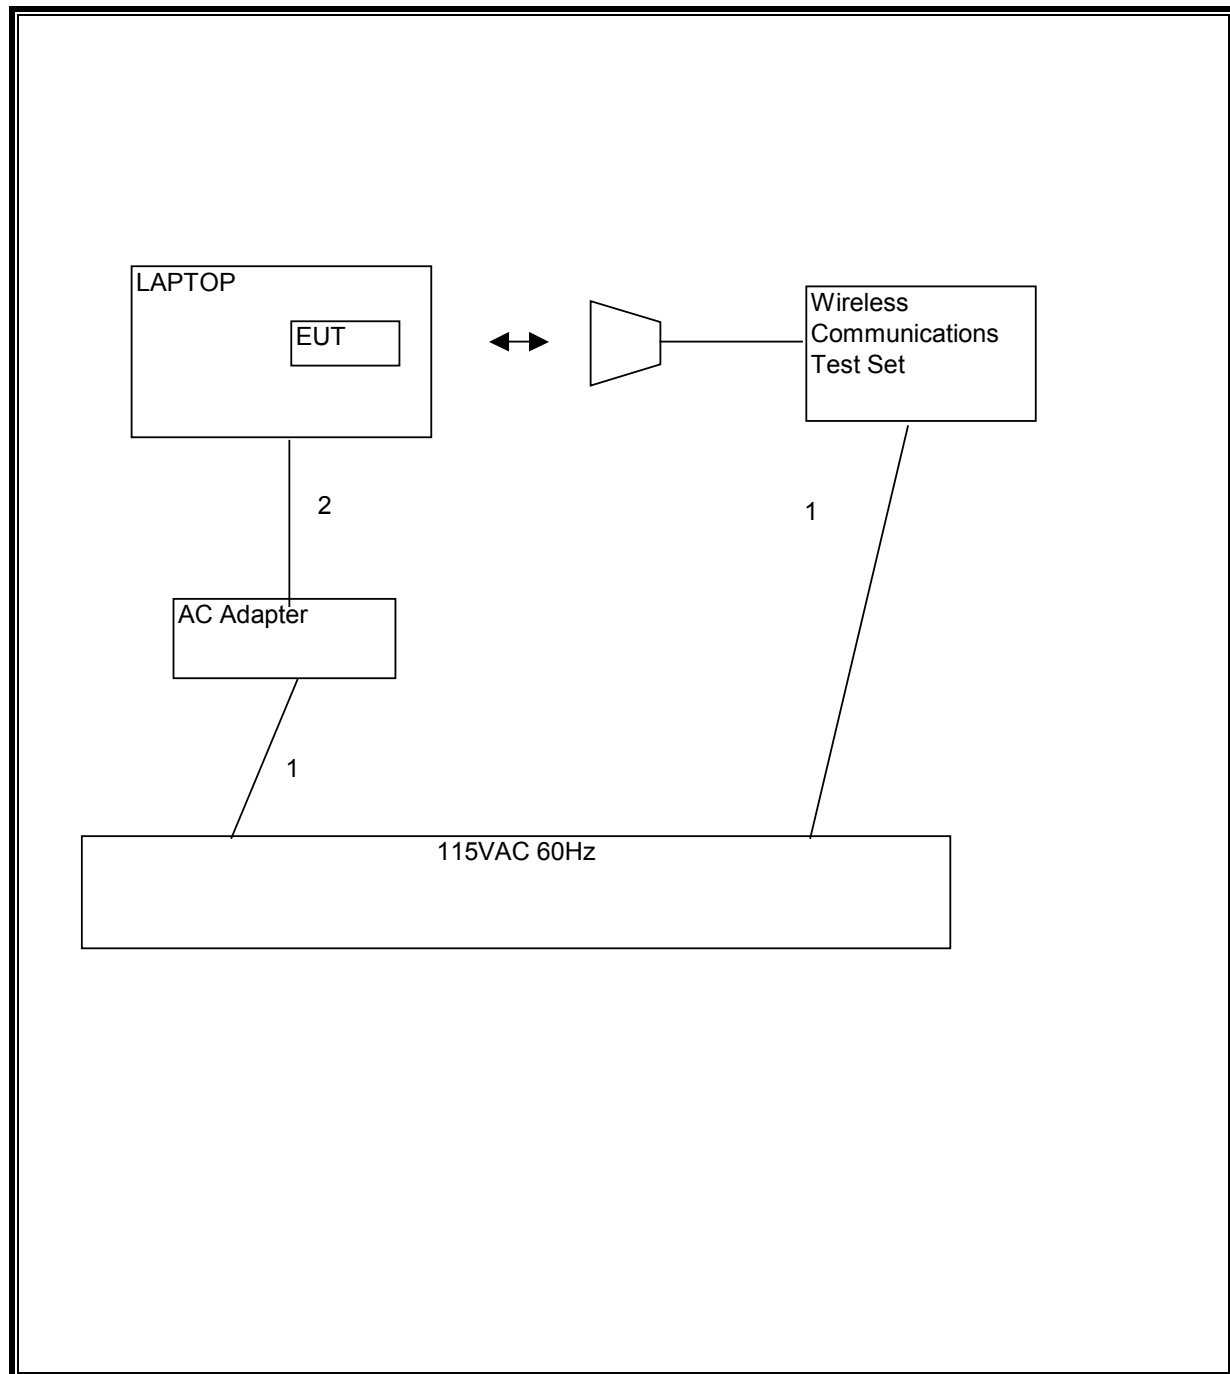 LAPTOP
EUT
Wireless
Communications
Test Set
2
1
AC Adapter
1
115VAC 60Hz